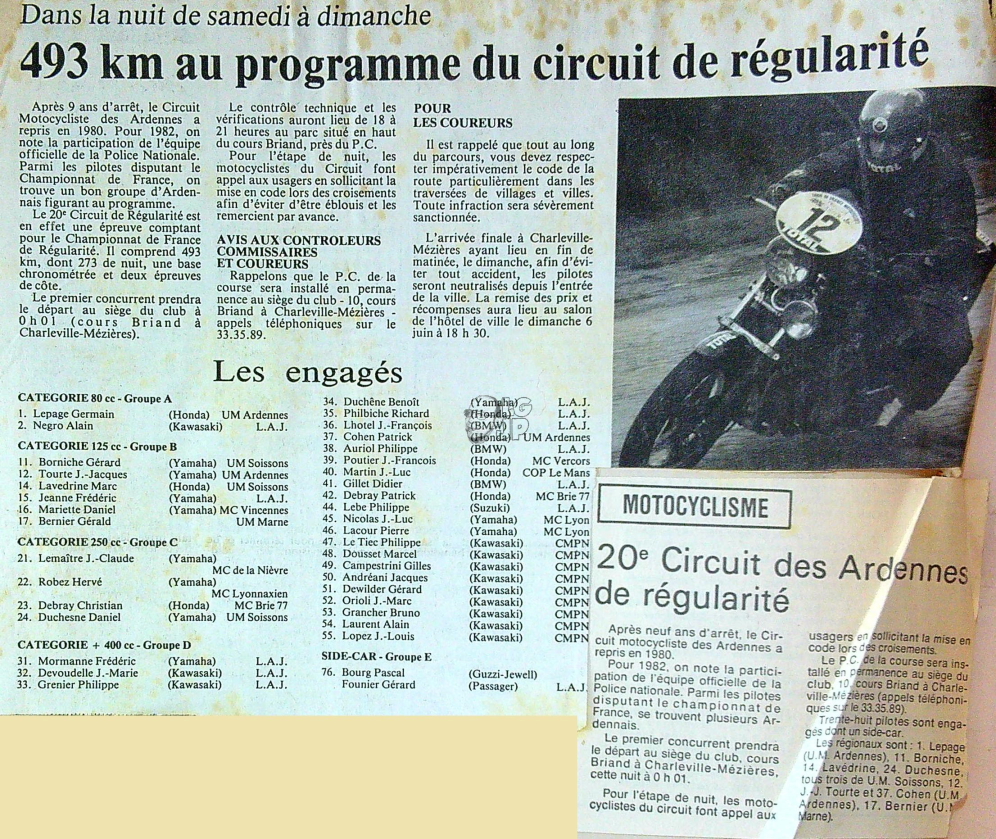 Dans la nuit de samedi à dimanche
493 km au programme du circuit de régularité
Après 9 ans d'arrêt, le Circuit
Motocycliste des Ardennes a
repris en 1980. Pour 1982, on
note la participation de l'équipe
officielle de la Police Nationale.
Parmi les pilotes disputant le
Championnat de France, on
trouve un bon groupe d'Arden-
nais figurant au programme.
Le 20e Circuit de Régularité est
en effet une épreuve comptant
pour le Championnat de France
de Régularité. Il comprend 493
km, dont 273 de nuit, une base
chronométrée et deux épreuves
de côte.
Le premier concurrent prendra
le départ au siège du club à
0h01 (cours Briand à
Charleville-Mézières).
Le contrôle technique et les
vérifications auront lieu de 18 à
21 heures au parc situé en haut
du cours Briand, près du P.C.
Pour l'étape de nuit, les
motocyclistes du Circuit font
appel aux usagers en sollicitant la
mise en code lors des croisements
afin d'éviter d'être éblouis et les
remercient par avance.
AVIS AUX CONTROLEURS
COMMISSAIRES
ET COUREURS
Rappelons que le P.C. de la
course sera installé en perma-
nence au siège du club - 10, cours
Briand à Charleville-Mézières -
appels téléphoniques sur le
33.35.89.
POUR
LES COUREURS
Il est rappelé que tout au long
du parcours, vous devez respec-
ter impérativement le code de la
route particulièrement dans les
traversées de villages et villes.
Toute infraction sera sévèrement
sanctionnée.
L'arrivée finale à Charleville-
Mézières ayant lieu en fin de
matinée, le dimanche, afin d'évi-
ter tout accident, les pilotes
seront neutralisés depuis l'entrée
de la ville. La remise des prix et
récompenses aura lieu au salon
de l'hôtel de ville le dimanche 6
juin à 18 h 30.
12
TOTAL
TOTAL
Les engagés
CATEGORIE 80 cc - Groupe A
1. Lepage Germain (Honda) UM Ardennes
2. Negro Alain (Kawasaki) L.A.J.
CATEGORIE 125 cc - Groupe B
11. Borniche Gérard (Yamaha) UM Soissons
12. Tourte J.-Jacques (Yamaha) UM Ardennes
14. Lavedrine Marc (Honda) UM Soissons
15. Jeanne Frédéric (Yamaha) L.A.J.
16. Mariette Daniel (Yamaha) MC Vincennes
17. Bernier Gérald UM Marne
CATEGORIE 250 cc - Groupe C
21. Lemaître J.-Claude (Yamaha)
MC de la Nièvre
22. Robez Hervé (Yamaha)
MC Lyonnaxien
23. Debray Christian (Honda) MC Brie 77
24. Duchesne Daniel (Yamaha) UM Soissons
CATEGORIE + 400 cc - Groupe D
31. Mormanne Frédéric (Yamaha) L.A.J.
32. Devoudelle J.-Marie (Kawasaki) L.A.J.
33. Grenier Philippe (Kawasaki) L.A.J.
34. Duchêne Benoît (Yamaha) L.A.J.
35. Philbiche Richard (Honda) L.A.J.
36. Lhotel J.-François (BMW) L.A.J.
37. Cohen Patrick (Honda) UM Ardennes
38. Auriol Philippe (BMW) L.A.J.
39. Poutier J.-Francois (Honda) MC Vercors
40. Martin J.-Luc (Honda) COP Le Mans
41. Gillet Didier (BMW) L.A.J.
42. Debray Patrick (Honda) MC Brie 77
44. Lebe Philippe (Suzuki) L.A.J.
45. Nicolas J.-Luc (Yamaha) MC Lyon
46. Lacour Pierre (Yamaha) MC Lyon
47. Le Tiec Philippe (Kawasaki) CMPN
48. Dousset Marcel (Kawasaki) CMPN
49. Campestrini Gilles (Kawasaki) CMPN
50. Andréani Jacques (Kawasaki) CMPN
51. Dewilder Gérard (Kawasaki) CMPN
52. Orioli J.-Marc (Kawasaki) CMPN
53. Grancher Bruno (Kawasaki) CMPN
54. Laurent Alain (Kawasaki) CMPN
55. Lopez J.-Louis (Kawasaki) CMPN
SIDE-CAR - Groupe E
76. Bourg Pascal (Guzzi-Jewell)
Founier Gérard (Passager) L.A.J.
MOTOCYCLISME
20e Circuit des Ardennes
de régularité
Après neuf ans d'arrêt, le Cir-
cuit motocycliste des Ardennes a
repris en 1980.
Pour 1982, on note la partici-
pation de l'équipe officielle de la
Police nationale. Parmi les pilotes
disputant le championnat de
France, se trouvent plusieurs Ar-
dennais.
Le premier concurrent prendra
le départ au siège du club, cours
Briand à Charleville-Mézières,
cette nuit à 0 h 01.
Pour l'étape de nuit, les moto-
cyclistes du circuit font appel aux
usagers en sollicitant la mise en
code lors des croisements.
Le P.C. de la course sera ins-
tallé en permanence au siège du
club, 10, cours Briand à Charle-
ville-Mézières (appels téléphoni-
ques sur le 33.35.89).
Trente-huit pilotes sont enga-
gés dont un side-car.
Les régionaux sont : 1. Lepage
(U.M. Ardennes), 11. Borniche,
14. Lavédrine, 24. Duchesne,
tous trois de U.M. Soissons, 12.
J.-J. Tourte et 37. Cohen (U.M.
Ardennes), 17. Bernier (U.
Marne).